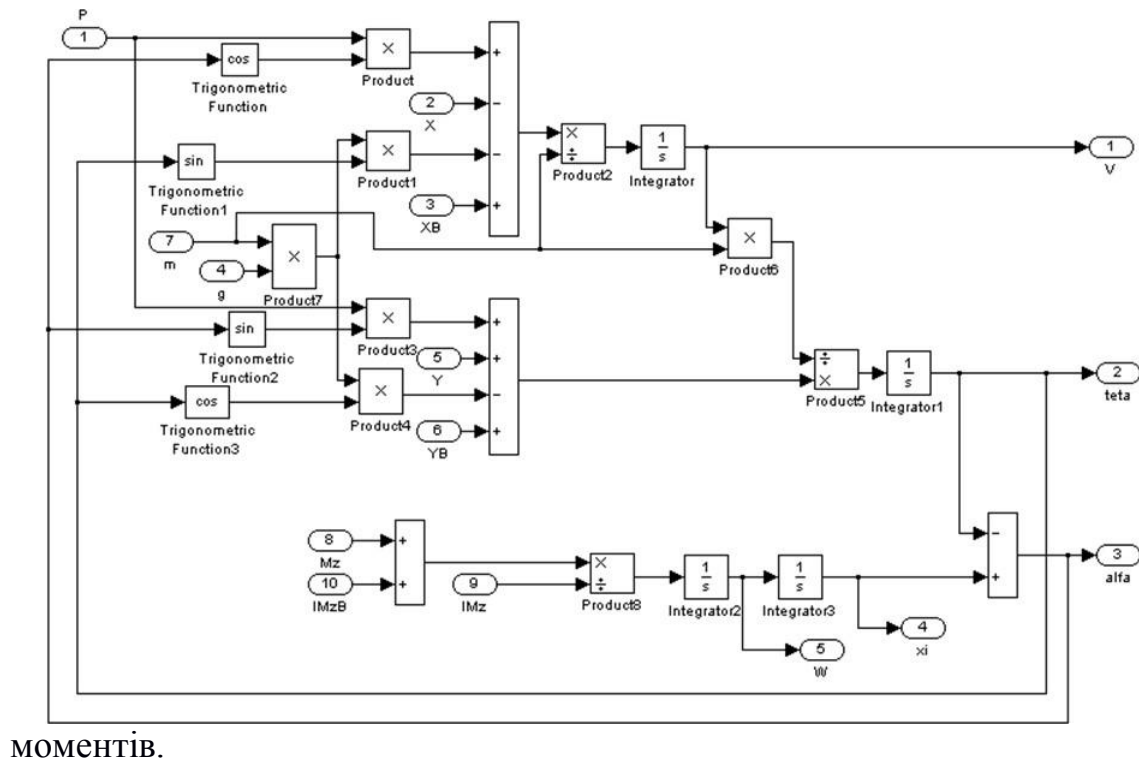 P
1
cos
Trigonometric
Function
×
Product
+
2
X
−
sin
Trigonometric
Function1
×
Product1
−
3
XB
+
×
÷
Product2
1
s
Integrator
1
V
7
m
4
g
×
Product7
×
Product6
sin
Trigonometric
Function2
×
Product3
+
5
Y
+
cos
Trigonometric
Function3
×
Product4
−
6
YB
+
÷
×
Product5
1
s
Integrator1
2
teta
8
Mz
+
10
IMzB
+
9
IMz
×
÷
Product8
1
s
Integrator2
1
s
Integrator3
−
+
3
alfa
4
xi
5
W
моментів.